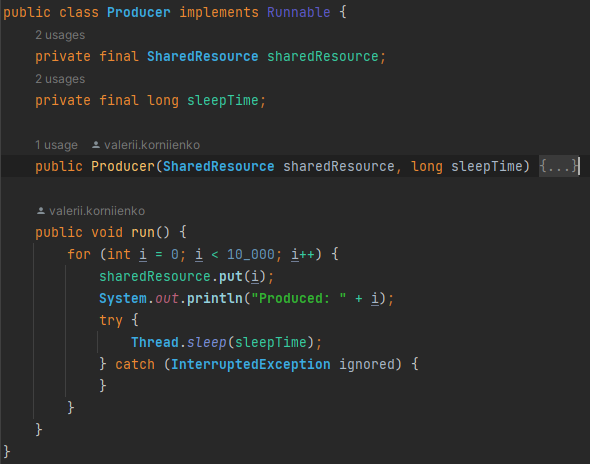 public class Producer implements Runnable {
2 usages
private final SharedResource sharedResource;
2 usages
private final long sleepTime;
1 usage valerii.korniienko
public Producer(SharedResource sharedResource, long sleepTime) {...}
valerii.korniienko
public void run() {
for (int i = 0; i < 10_000; i++) {
sharedResource.put(i);
System.out.println("Produced: " + i);
try {
Thread.sleep(sleepTime);
} catch (InterruptedException ignored) {
}
}
}
}